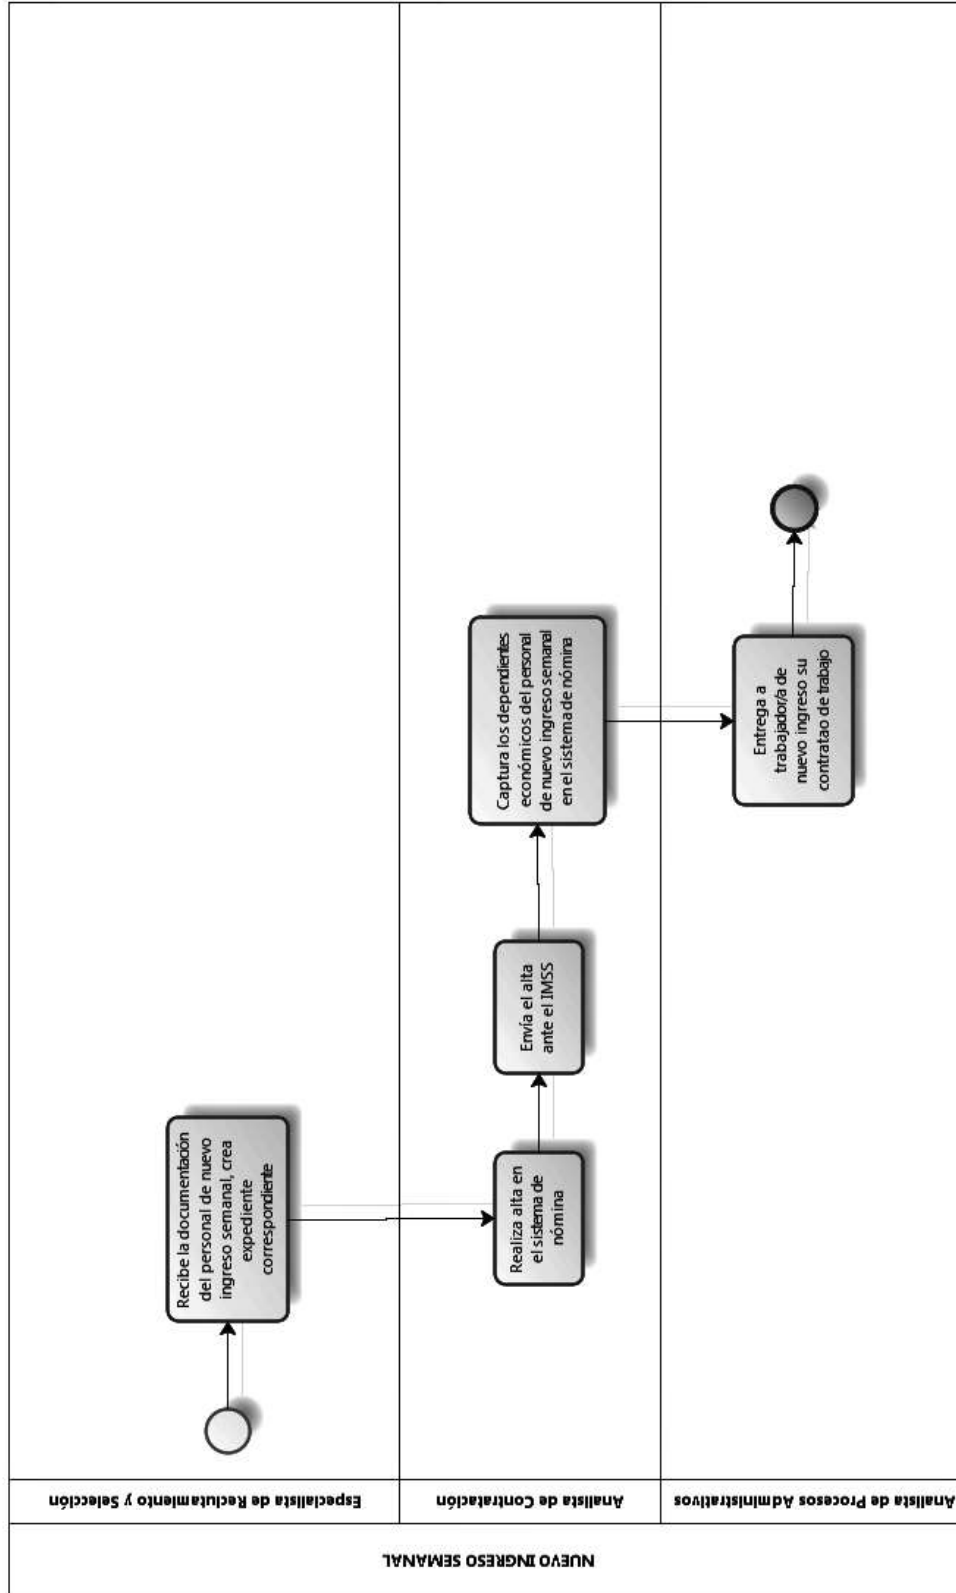 NUEVO INGRESO SEMANAL
Especialista de Reclutamiento y Selección
Recibe la documentación
del personal de nuevo
ingreso semanal, crea
expediente
correspondiente
Analista de Contratación
Realiza alta en
el sistema de
nómina
Envía el alta
ante el IMSS
Captura los dependientes
económicos del personal
de nuevo ingreso semanal
en el sistema de nómina
Analista de Procesos Administrativos
Entrega a
trabajador/a de
nuevo ingreso su
contratao de trabajo